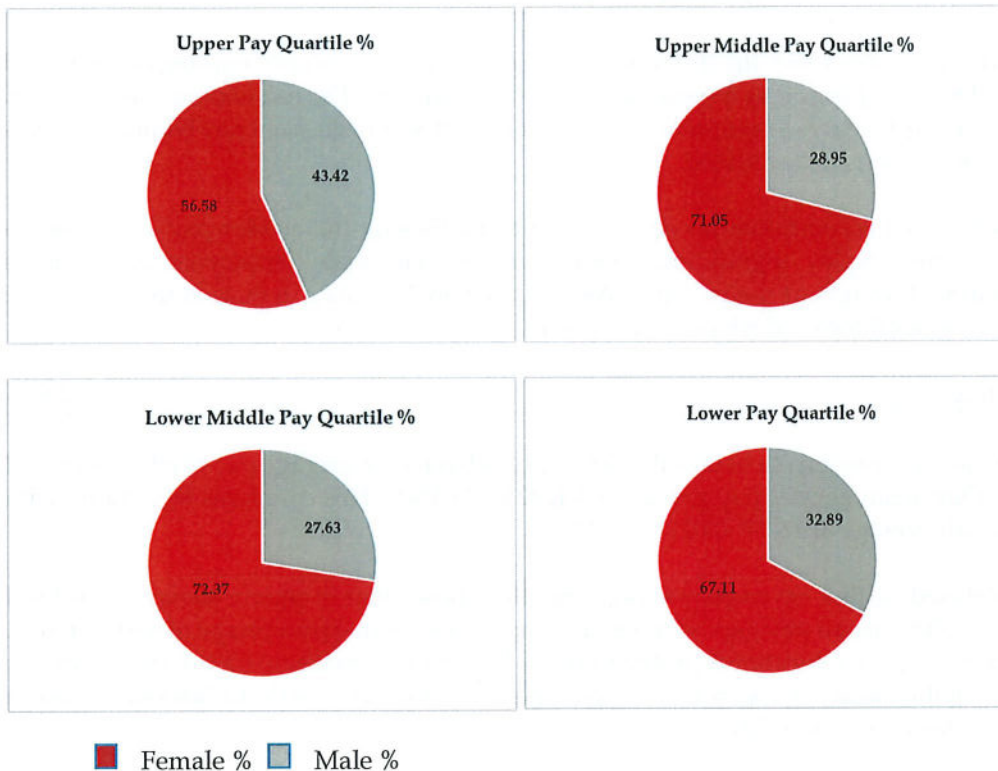 Upper Pay Quartile %
43.42
56.58
Upper Middle Pay Quartile %
28.95
71.05
Lower Middle Pay Quartile %
27.63
72.37
Lower Pay Quartile %
32.89
67.11
Female % Male %